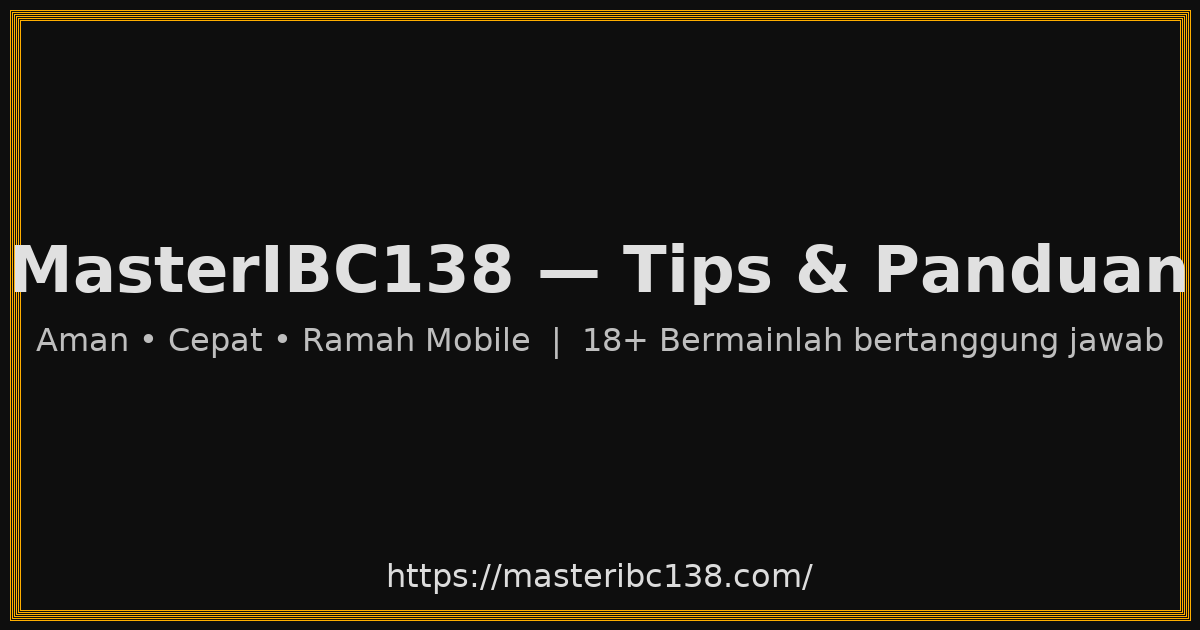 MasterIBC138 — Tips & Panduan
Aman • Cepat • Ramah Mobile | 18+ Bermainlah bertanggung jawab
https://masteribc138.com/